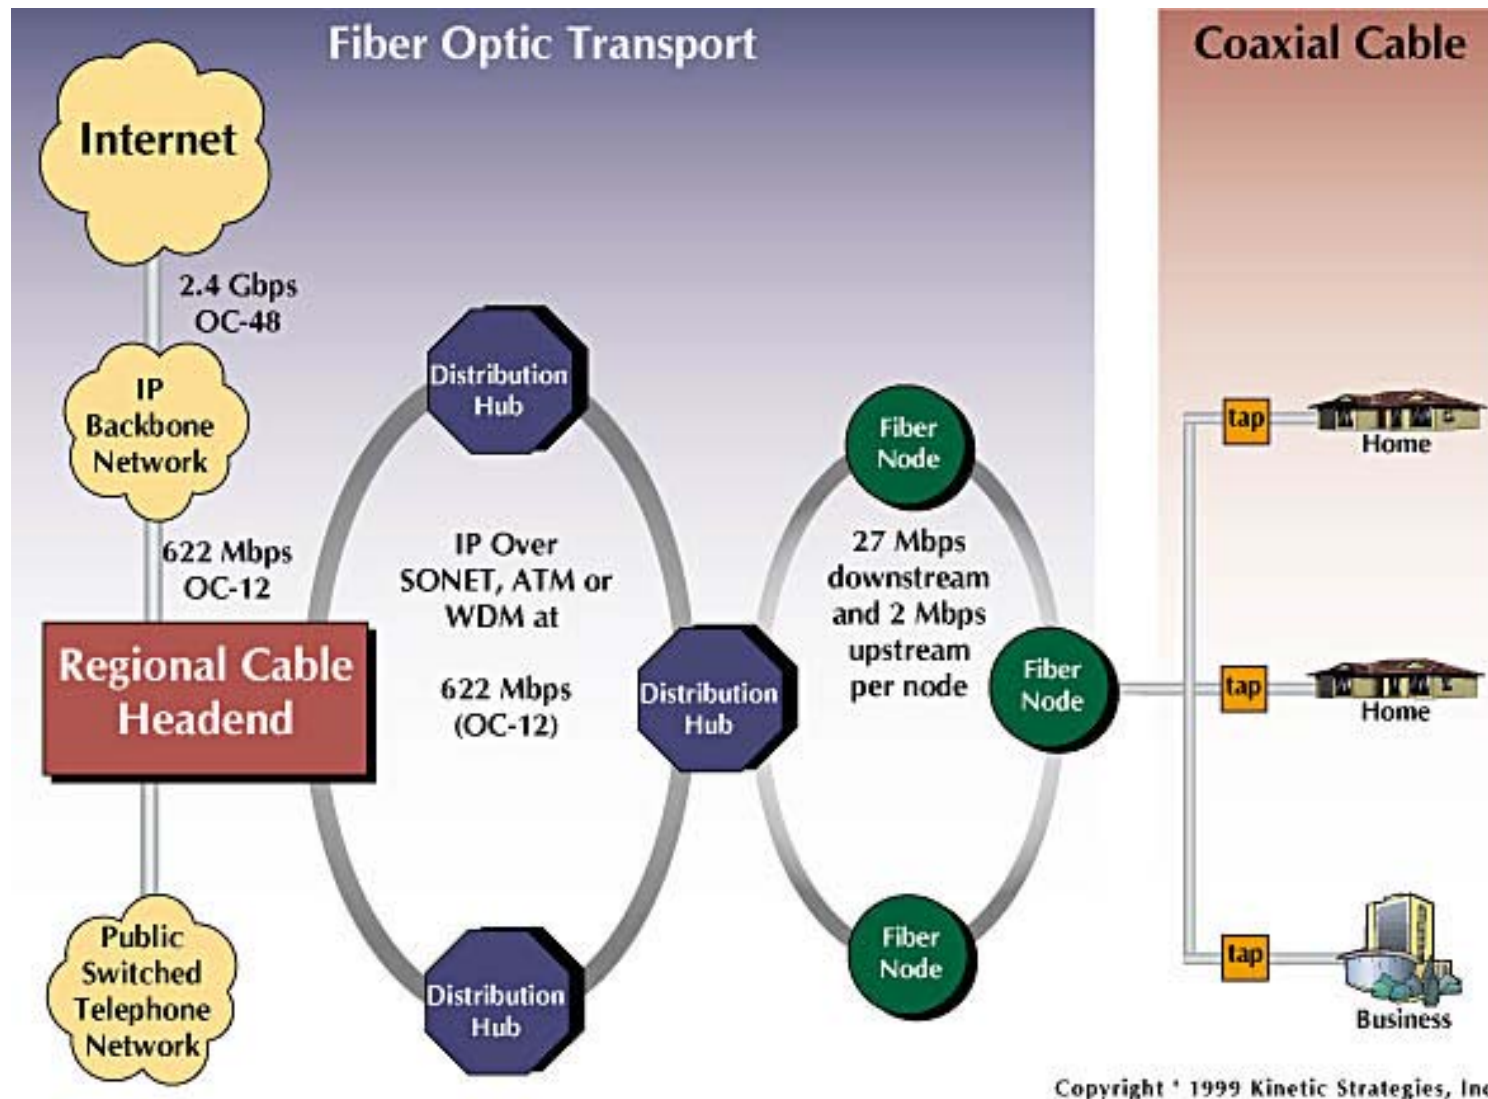 Fiber Optic Transport
Coaxial Cable
Internet
2.4 Gbps
OC-48
IP
Backbone
Network
622 Mbps
OC-12
Regional Cable
Headend
Public
Switched
Telephone
Network
Distribution
Hub
IP Over
SONET, ATM or
WDM at
622 Mbps
(OC-12)
Distribution
Hub
Distribution
Hub
Fiber
Node
27 Mbps
downstream
and 2 Mbps
upstream
per node
Fiber
Node
Fiber
Node
tap
Home
tap
Home
tap
Business
Copyright * 1999 Kinetic Strategies, Inc